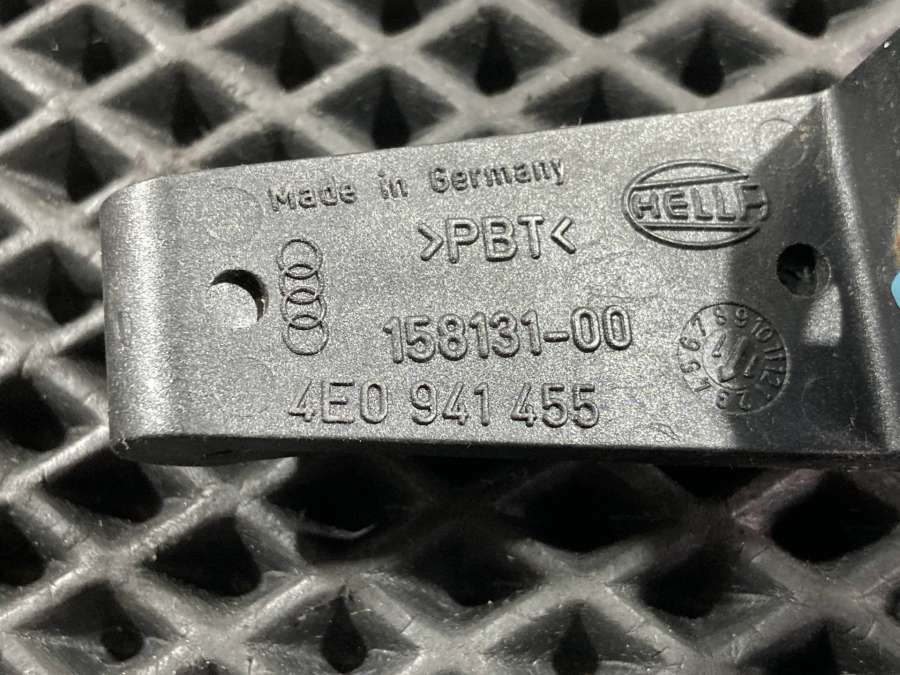 Made in Germany
>PBT<
HELLA
158131-00
4E0 941 455